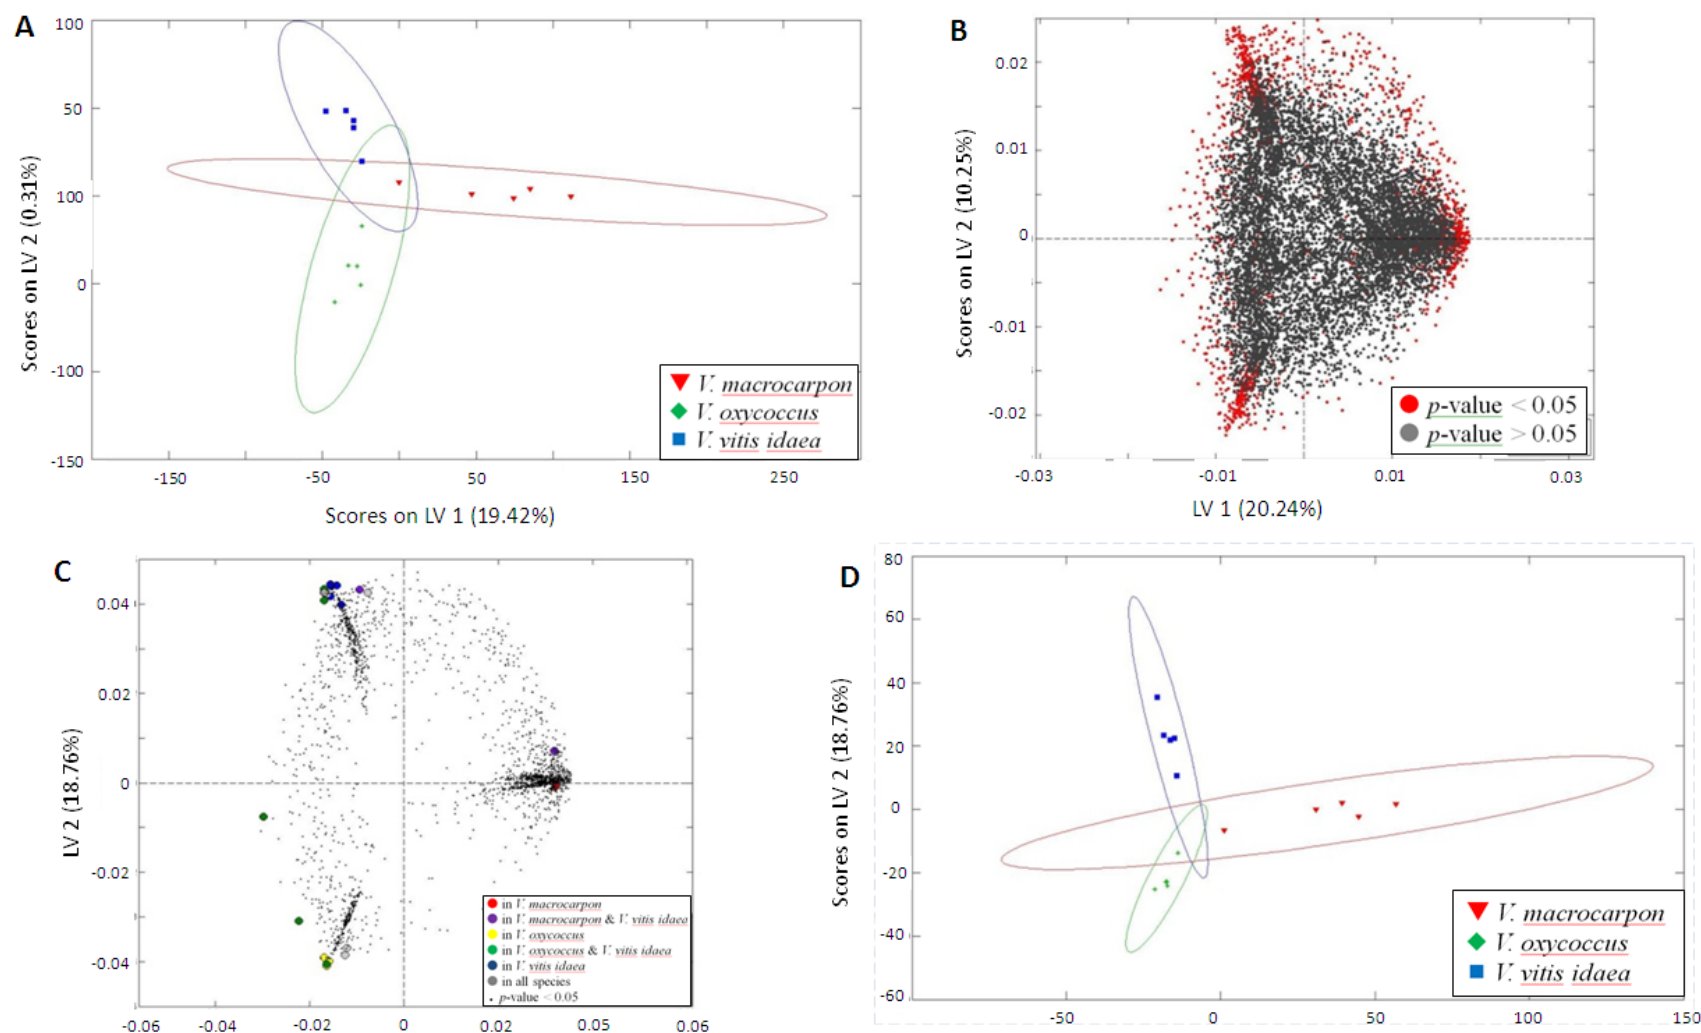 A
100
50
100
0
-100
-150
Scores on LV 2 (0.31%)
-150
-50
50
150
250
Scores on LV 1 (19.42%)
V. macrocarpon
V. oxycoccus
V. vitis idaea
B
0.02
0.01
0
-0.01
-0.02
Scores on LV 2 (10.25%)
-0.03
-0.01
0.01
0.03
LV 1 (20.24%)
p-value < 0.05
p-value > 0.05
C
0.04
0.02
0
-0.02
-0.04
LV 2 (18.76%)
-0.06
-0.04
-0.02
0
0.02
0.05
0.06
in V. macrocarpon
in V. macrocarpon & V. vitis idaea
in V. oxycoccus
in V. oxycoccus & V. vitis idaea
in V. vitis idaea
in all species
p-value < 0.05
D
80
60
40
20
0
-20
-40
-60
Scores on LV 2 (18.76%)
-50
0
50
100
150
V. macrocarpon
V. oxycoccus
V. vitis idaea